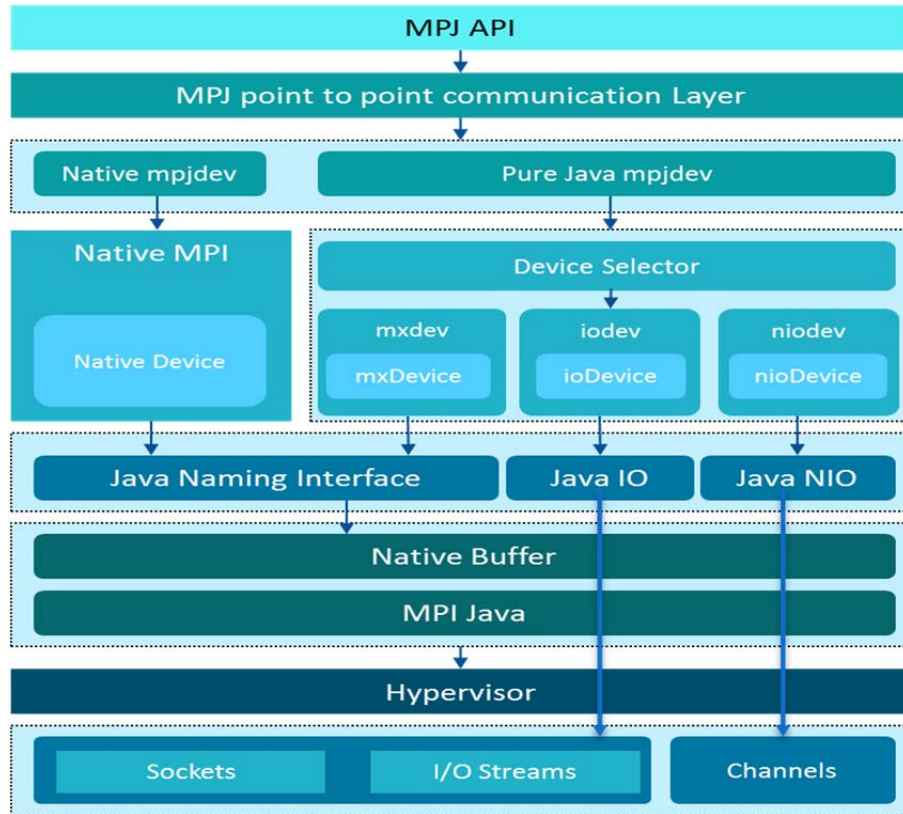 MPJ API
MPJ point to point communication Layer
Native mpjdev
Pure Java mpjdev
Native MPI
Native Device
Device Selector
mxdev
mxDevice
iodev
ioDevice
niodev
nioDevice
Java Naming Interface
Java IO
Java NIO
Native Buffer
MPI Java
Hypervisor
Sockets
I/O Streams
Channels